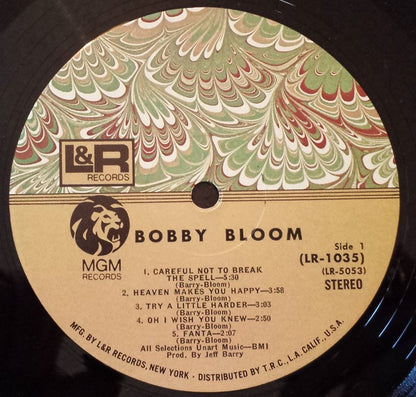 L&R
RECORDS
MGM
RECORDS
BOBBY BLOOM
Side 1
(LR-1035)
(LR-5053)
STEREO
1. CAREFUL NOT TO BREAK
THE SPELL—5:30
(Barry-Bloom)
2. HEAVEN MAKES YOU HAPPY—3:58
(Barry-Bloom)
3. TRY A LITTLE HARDER—3:03
(Barry-Bloom)
4. OH I WISH YOU KNEW—2:50
(Barry-Bloom)
5. FANTA—2:07
(Barry-Bloom)
All Selections Unart Music—BMI
Prod. By Jeff Barry
MFG. BY L&R RECORDS, NEW YORK - DISTRIBUTED BY T.R.C., L.A. CALIF., U.S.A.